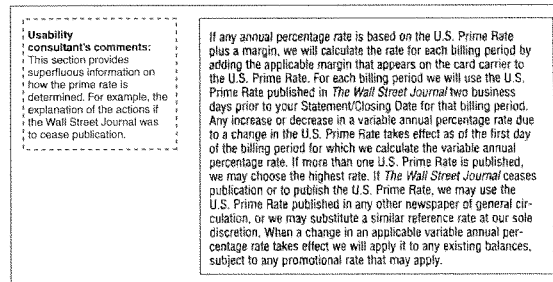 Usability
consultant's comments:
This section provides
superfluous information on
how the prime rate is
determined. For example, the
explanation of the actions if
the Wall Street Journal was
to cease publication.
If any annual percentage rate is based on the U.S. Prime Rate
plus a margin, we will calculate the rate for each billing period by
adding the applicable margin that appears on the card carrier to
the U.S. Prime Rate. For each billing period we will use the U.S.
Prime Rate published in The Wall Street Journal two business
days prior to your Statement/Closing Date for that billing period.
Any increase or decrease in a variable annual percentage rate due
to a change in the U.S. Prime Rate takes effect as of the first day
of the billing period for which we calculate the variable annual
percentage rate. If more than one U.S. Prime Rate is published,
we may choose the highest rate. If The Wall Street Journal ceases
publication or to publish the U.S. Prime Rate, we may use the
U.S. Prime Rate published in any other newspaper of general cir-
culation, or we may substitute a similar reference rate at our sole
discretion. When a change in an applicable variable annual per-
centage rate takes effect we will apply it to any existing balances,
subject to any promotional rate that may apply.